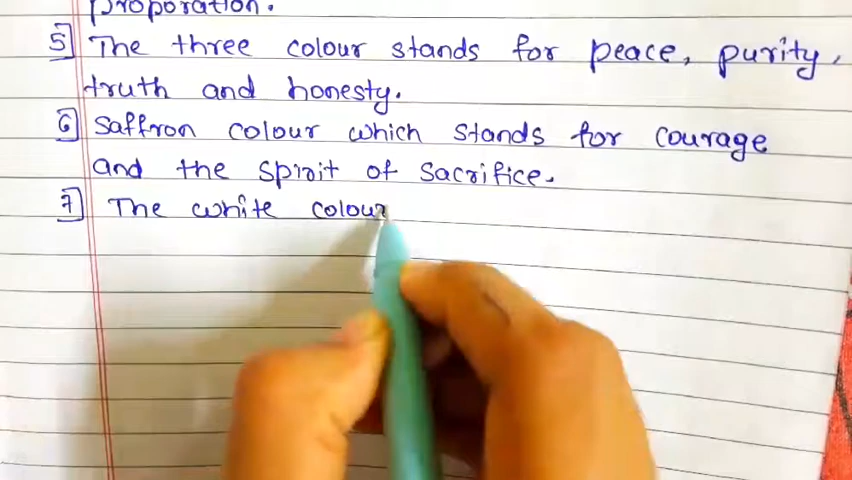 proporation.
5] The three colour stands for peace, purity,
truth and honesty.
6] Saffron colour which stands for courage
and the spirit of sacrifice.
7] The white colour